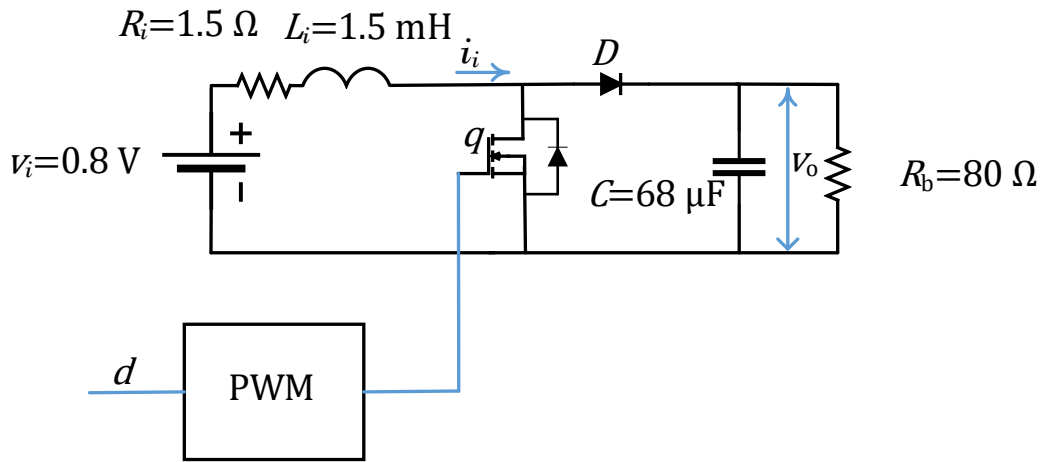 Ri=1.5 Ω Li=1.5 mH
ii
D
+
vi=0.8 V
−
q
C=68 µF
vo
Rb=80 Ω
d
PWM